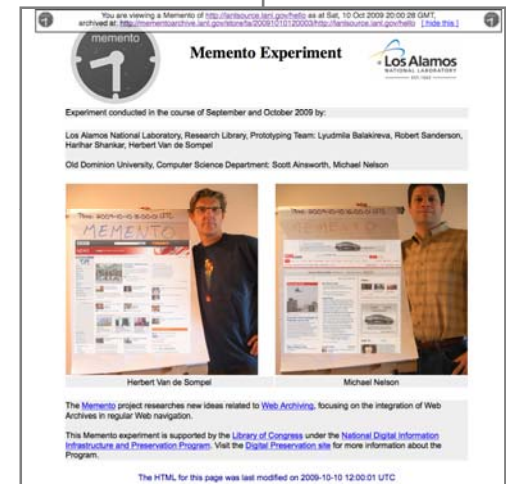 You are viewing a Memento of http://lantsource.lanl.gov/hello as at Sat, 10 Oct 2009 20:00:28 GMT,
archived at: http://mementoarchive.lanl.gov/store/ta/20091010120003/http://lantsource.lanl.gov/hello [ hide this ]
memento
Memento Experiment
Los Alamos
NATIONAL LABORATORY
EST. 1943
Experiment conducted in the course of September and October 2009 by:
Los Alamos National Laboratory, Research Library, Prototyping Team: Lyudmila Balakireva, Robert Sanderson,
Harihar Shankar, Herbert Van de Sompel
Old Dominion University, Computer Science Department: Scott Ainsworth, Michael Nelson
MEMENTO
MEMENTO
Herbert Van de Sompel
Michael Nelson
The Memento project researches new ideas related to Web Archiving, focusing on the integration of Web
Archives in regular Web navigation.
This Memento experiment is supported by the Library of Congress under the National Digital Information
Infrastructure and Preservation Program. Visit the Digital Preservation site for more information about the
Program.
The HTML for this page was last modified on 2009-10-10 12:00:01 UTC